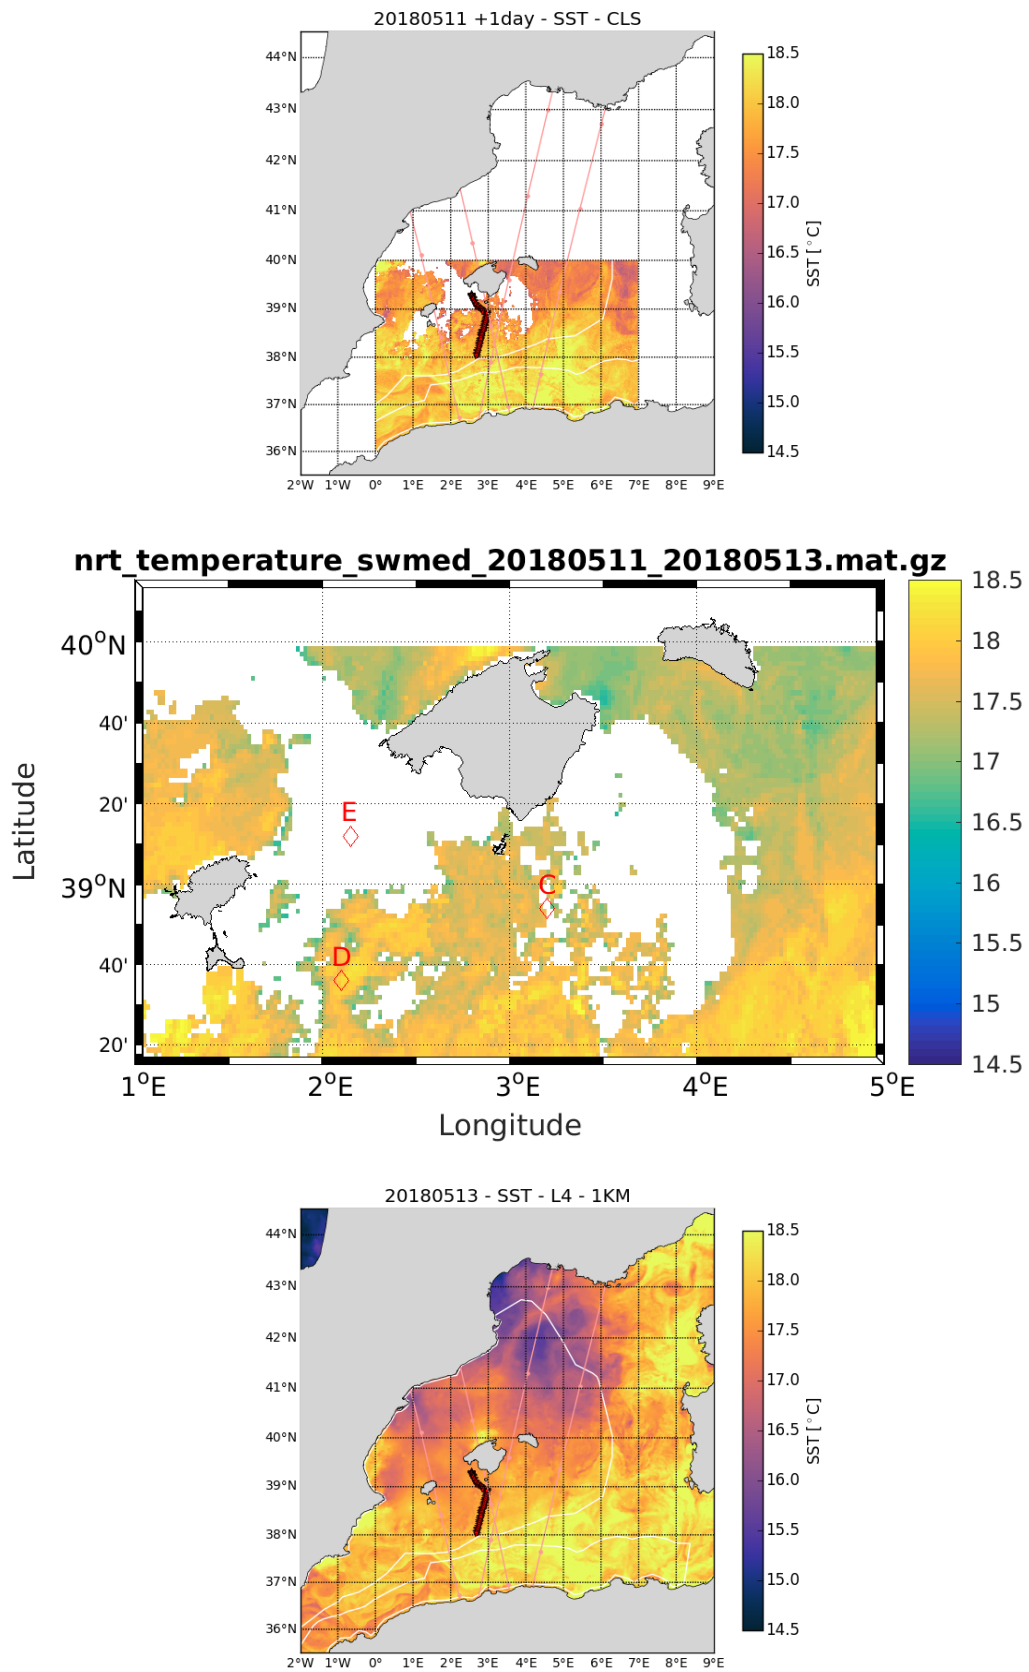 20180511 +1day - SST - CLS
44°N
43°N
42°N
41°N
40°N
39°N
38°N
37°N
36°N
2°W 1°W 0° 1°E 2°E 3°E 4°E 5°E 6°E 7°E 8°E 9°E
18.5
18.0
17.5
17.0
16.5
16.0
15.5
15.0
14.5
SST [°C]
nrt_temperature_swmed_20180511_20180513.mat.gz
40°N
40'
20'
39°N
40'
20'
Latitude
E
C
D
1°E 2°E 3°E 4°E 5°E
Longitude
18.5
18
17.5
17
16.5
16
15.5
15
14.5
20180513 - SST - L4 - 1KM
44°N
43°N
42°N
41°N
40°N
39°N
38°N
37°N
36°N
2°W 1°W 0° 1°E 2°E 3°E 4°E 5°E 6°E 7°E 8°E 9°E
18.5
18.0
17.5
17.0
16.5
16.0
15.5
15.0
14.5
SST [°C]